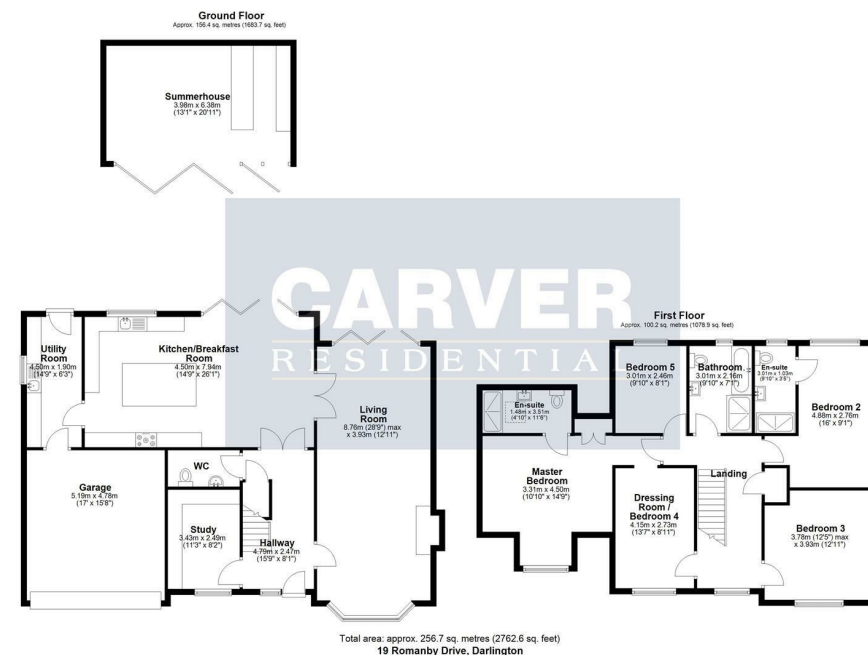 Ground Floor
Approx. 156.4 sq. metres (1683.7 sq. feet)
Summerhouse
3.98m x 6.38m
(13'1" x 20'11")
CARVER
RESIDENTIAL
Utility
Room
4.50m x 1.90m
(14'9" x 6'3")
Kitchen/Breakfast
Room
4.50m x 7.94m
(14'9" x 26'1")
Living
Room
8.76m (28'9") max
x 3.93m (12'11")
WC
Garage
5.19m x 4.78m
(17' x 15'8")
Study
3.43m x 2.49m
(11'3" x 8'2")
Hallway
4.79m x 2.47m
(15'9" x 8'1")
First Floor
Approx. 100.2 sq. metres (1078.9 sq. feet)
Bedroom 5
3.01m x 2.46m
(9'10" x 8'1")
Bathroom
3.01m x 2.16m
(9'10" x 7'1")
En-suite
3.01m x 1.03m
(9'10" x 3'5")
Bedroom 2
4.88m x 2.76m
(16' x 9'1")
En-suite
1.48m x 3.51m
(4'10" x 11'6")
Master
Bedroom
3.31m x 4.50m
(10'10" x 14'9")
Landing
Dressing
Room /
Bedroom 4
4.15m x 2.73m
(13'7" x 8'11")
Bedroom 3
3.78m (12'5") max
x 3.93m (12'11")
Total area: approx. 256.7 sq. metres (2762.6 sq. feet)
19 Romanby Drive, Darlington